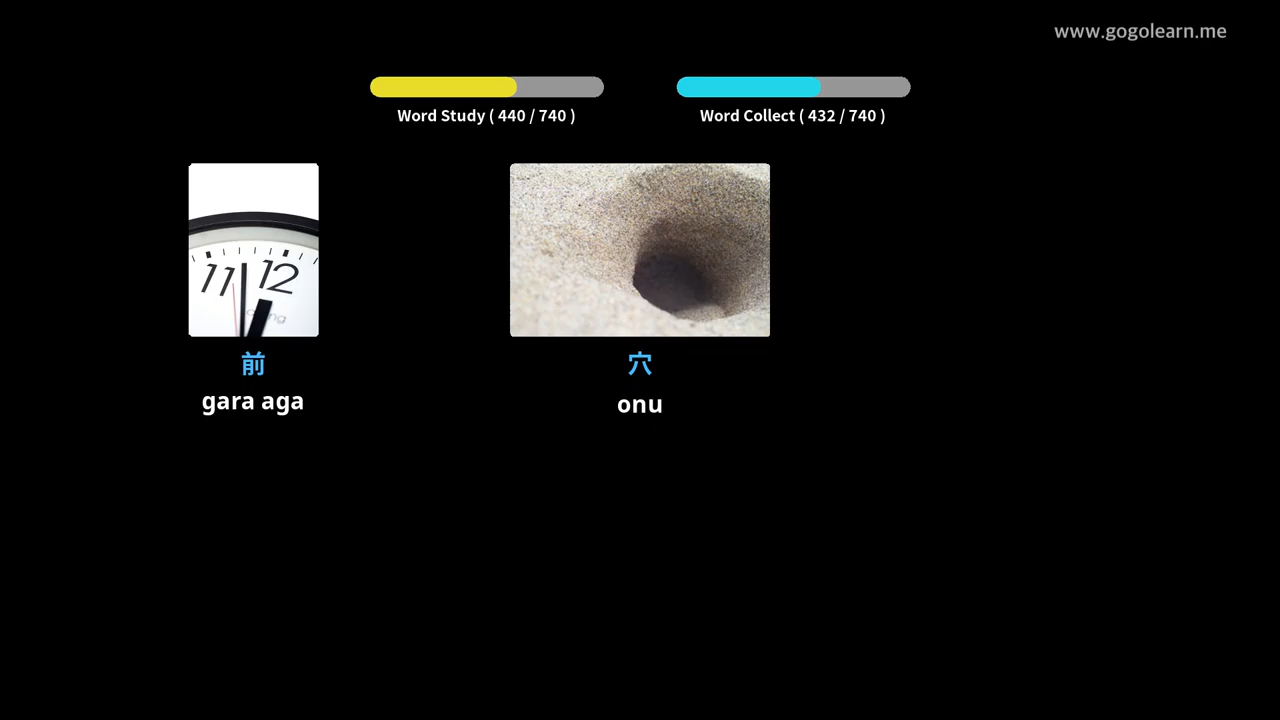 www.gogolearn.me
Word Study ( 440 / 740 )
Word Collect ( 432 / 740 )
11 12
前
gara aga
穴
onu